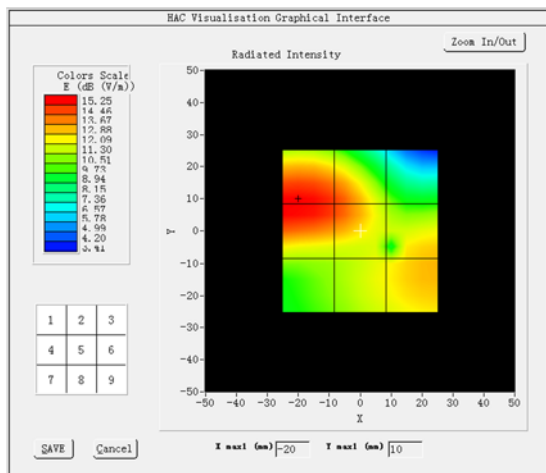 HAC Visualisation Graphical Interface
Zoom In/Out
Radiated Intensity
Colors Scale
E (dB (V/m))
15.25
14.46
13.67
12.88
12.09
11.30
10.51
9.73
8.94
8.15
7.36
6.57
5.78
4.99
4.20
3.41
50-
40-
30-
20-
10-
Y
0-
-10-
-20-
-30-
-40-
-50-
-50 -40 -30 -20 -10 0 10 20 30 40 50
X
1 2 3
4 5 6
7 8 9
SAVE Cancel
X max1 (mm) -20 Y max1 (mm) 10